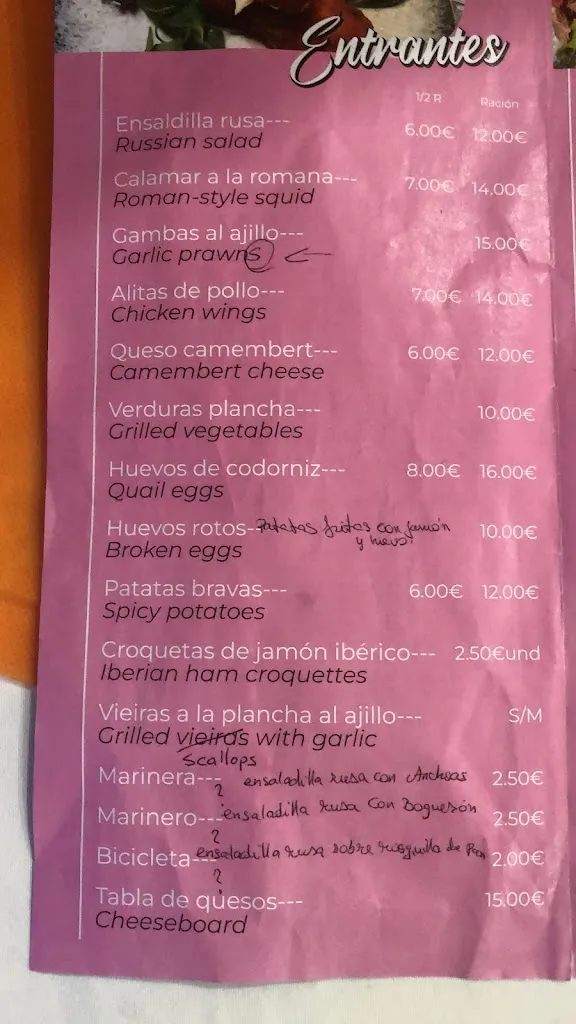 Entrantes
1/2 R Ración
Ensaldilla rusa--- 6.00€ 12.00€
Russian salad
Calamar a la romana--- 7.00€ 14.00€
Roman-style squid
Gambas al ajillo--- 15.00€
Garlic prawns
Alitas de pollo--- 7.00€ 14.00€
Chicken wings
Queso camembert--- 6.00€ 12.00€
Camembert cheese
Verduras plancha--- 10.00€
Grilled vegetables
Huevos de codorniz--- 8.00€ 16.00€
Quail eggs
Huevos rotos-- Patatas fritas con jamón 10.00€
y huevo
Broken eggs
Patatas bravas--- 6.00€ 12.00€
Spicy potatoes
Croquetas de jamón ibérico--- 2.50€und
Iberian ham croquettes
Vieiras a la plancha al ajillo--- S/M
Grilled vieiras with garlic
Scallops
Marinera--- ensaladilla rusa con Anchoas 2.50€
?
Marinero--- ensaladilla rusa con Boquerón 2.50€
?
Bicicleta--- ensaladilla rusa sobre rosquilla de Pan 2.00€
?
Tabla de quesos--- 15.00€
Cheeseboard